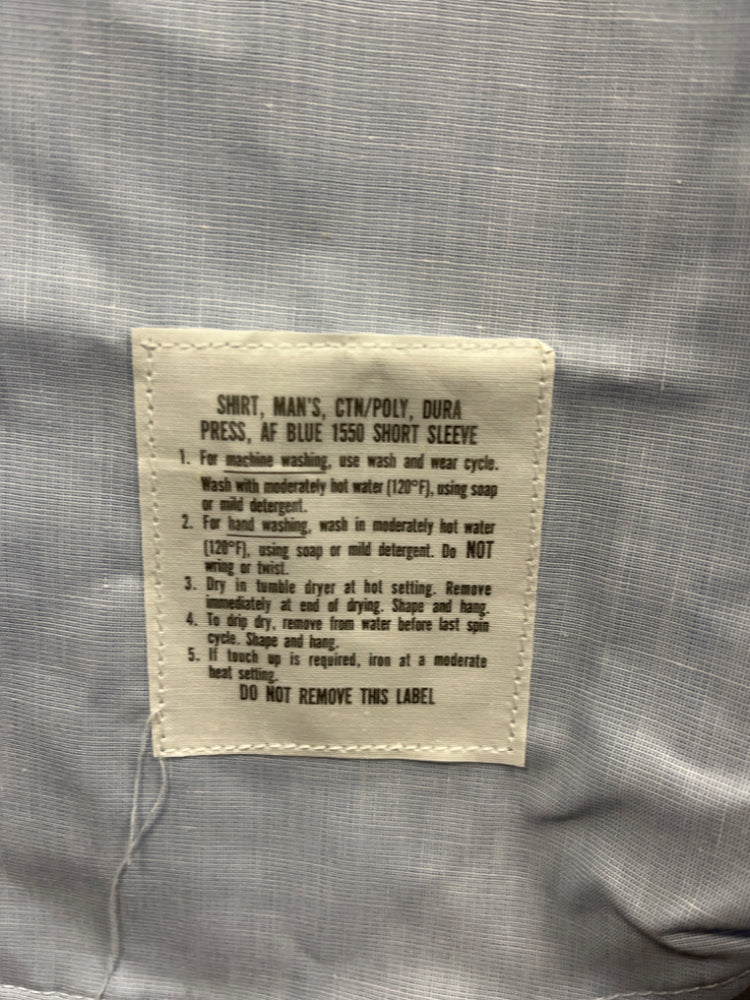 SHIRT, MAN'S, CTN/POLY, DURA
PRESS, AF BLUE 1550 SHORT SLEEVE
1. For machine washing, use wash and wear cycle.
Wash with moderately hot water (120°F), using soap
or mild detergent.
2. For hand washing, wash in moderately hot water
(120°F), using soap or mild detergent. Do NOT
wring or twist.
3. Dry in tumble dryer at hot setting. Remove
immediately at end of drying. Shape and hang.
4. To drip dry, remove from water before last spin
cycle. Shape and hang.
5. If touch up is required, iron at a moderate
heat setting.
DO NOT REMOVE THIS LABEL